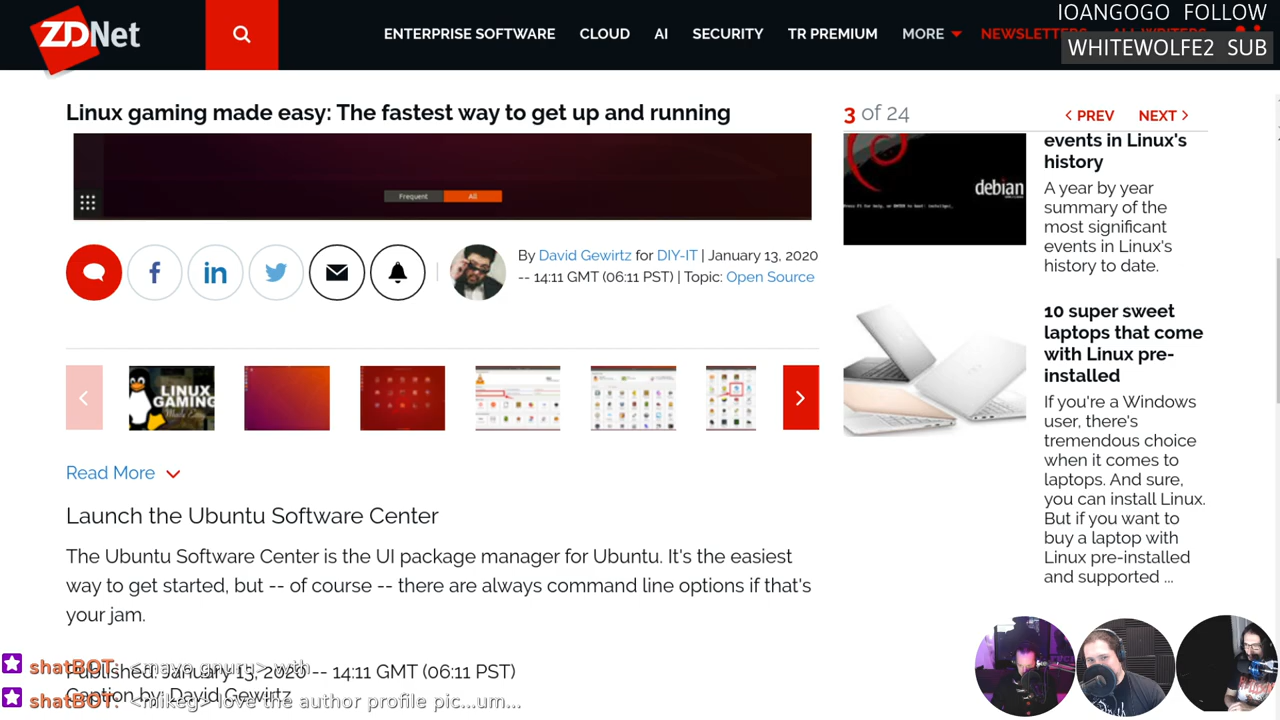 ZDNet
ENTERPRISE SOFTWARE CLOUD AI SECURITY TR PREMIUM MORE NEWSLETTERS ALL WRITERS
IOANGOGO FOLLOW
WHITEWOLFE2 SUB
Linux gaming made easy: The fastest way to get up and running
3 of 24
PREV NEXT
Frequent All
By David Gewirtz for DIY-IT | January 13, 2020
-- 14:11 GMT (06:11 PST) | Topic: Open Source
LINUX
GAMING
Made Easy
Read More
Launch the Ubuntu Software Center
The Ubuntu Software Center is the UI package manager for Ubuntu. It's the easiest
way to get started, but -- of course -- there are always command line options if that's
your jam.
Published: January 13, 2020 -- 14:11 GMT (06:11 PST)
Caption by: David Gewirtz
debian
events in Linux's
history
A year by year
summary of the
most significant
events in Linux's
history to date.
10 super sweet
laptops that come
with Linux pre-
installed
If you're a Windows
user, there's
tremendous choice
when it comes to
laptops. And sure,
you can install Linux.
But if you want to
buy a laptop with
Linux pre-installed
and supported ...
shatBOT: <mayo_gnuru> wth
shatBOT: <mikeg> love the author profile pic...um...